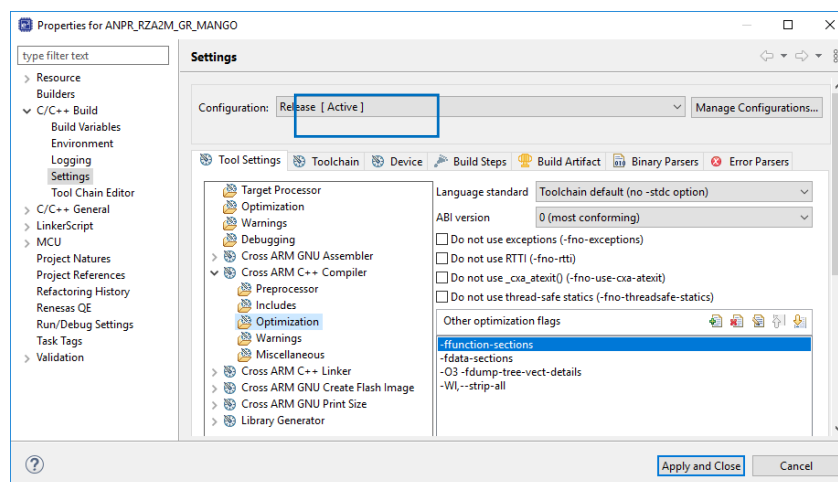 Properties for ANPR_RZA2M_GR_MANGO
type filter text
Resource
Builders
C/C++ Build
Build Variables
Environment
Logging
Settings
Tool Chain Editor
C/C++ General
LinkerScript
MCU
Project Natures
Project References
Refactoring History
Renesas QE
Run/Debug Settings
Task Tags
Validation
Settings
Configuration: Release [ Active ]
Manage Configurations...
Tool Settings Toolchain Device Build Steps Build Artifact Binary Parsers Error Parsers
Target Processor
Optimization
Warnings
Debugging
Cross ARM GNU Assembler
Cross ARM C++ Compiler
Preprocessor
Includes
Optimization
Warnings
Miscellaneous
Cross ARM C++ Linker
Cross ARM GNU Create Flash Image
Cross ARM GNU Print Size
Library Generator
Language standard Toolchain default (no -stdc option)
ABI version 0 (most conforming)
Do not use exceptions (-fno-exceptions)
Do not use RTTI (-fno-rtti)
Do not use _cxa_atexit() (-fno-use-cxa-atexit)
Do not use thread-safe statics (-fno-threadsafe-statics)
Other optimization flags
-ffunction-sections
-fdata-sections
-O3 -fdump-tree-vect-details
-Wl,--strip-all
Apply and Close Cancel